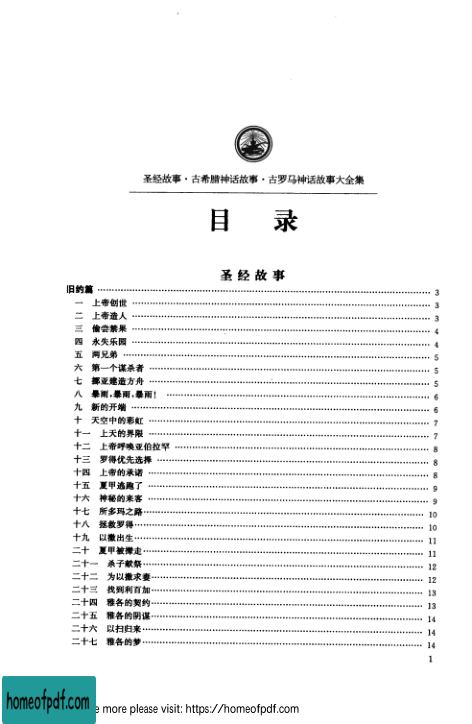 圣经故事·古希腊神话故事·古罗马神话故事大全集
目 录
圣经故事
旧约篇 …… 3
一 上帝创世 …… 3
二 上帝造人 …… 3
三 偷尝禁果 …… 4
四 永失乐园 …… 4
五 两兄弟 …… 5
六 第一个谋杀者 …… 5
七 挪亚建造方舟 …… 5
八 暴雨,暴雨,暴雨! …… 6
九 新的开端 …… 6
十 天空中的彩虹 …… 7
十一 上天的界限 …… 7
十二 上帝呼唤亚伯拉罕 …… 8
十三 罗得优先选择 …… 8
十四 上帝的承诺 …… 8
十五 夏甲逃跑了 …… 9
十六 神秘的来客 …… 9
十七 所多玛之路 …… 10
十八 拯救罗得 …… 10
十九 以撒出生 …… 11
二十 夏甲被撵走 …… 11
二十一 杀子献祭 …… 12
二十二 为以撒求妻 …… 12
二十三 找到利百加 …… 13
二十四 雅各的契约 …… 13
二十五 雅各的阴谋 …… 14
二十六 以扫归来 …… 14
二十七 雅各的梦 …… 14
1
homeofpdf.com
e more please visit: https://homeofpdf.com